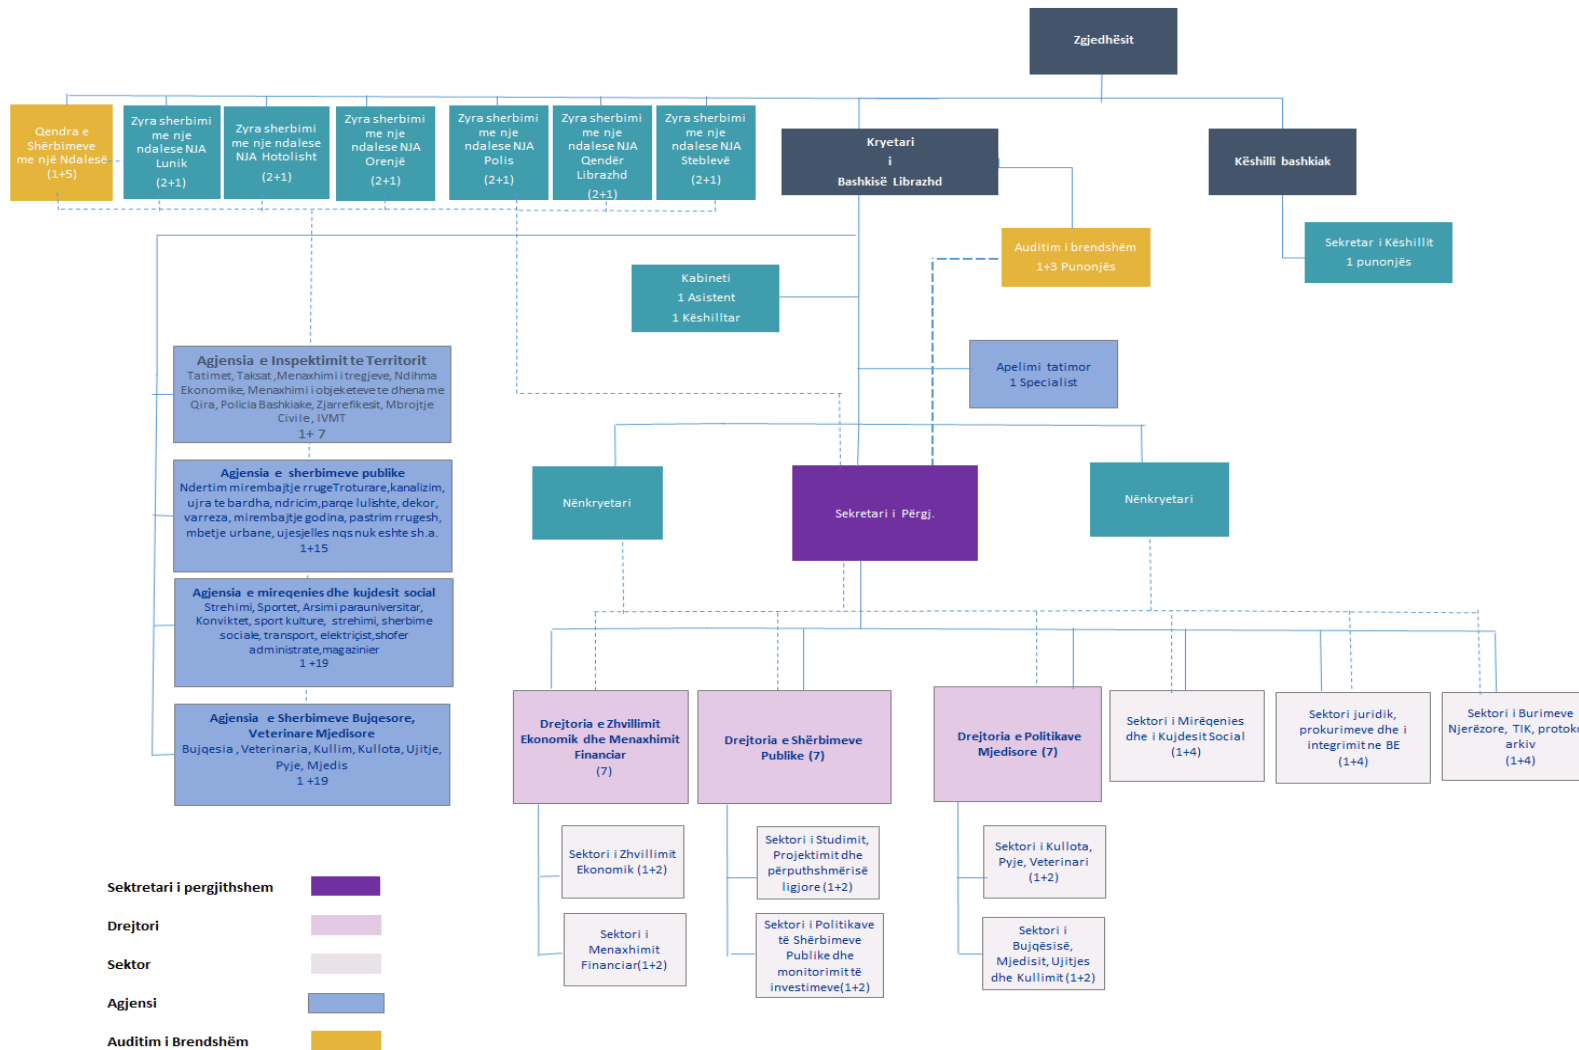 Zgjedhësit
Qendra e
Shërbimeve
me një Ndalesë
(1+5)
Zyra sherbimi
me nje
ndalese NJA
Lunik
(2+1)
Zyra sherbimi
me nje ndalese
NJA Hotolisht
(2+1)
Zyra sherbimi
me nje
ndalese NJA
Orenjë
(2+1)
Zyra sherbimi
me nje
ndalese NJA
Polis
(2+1)
Zyra sherbimi
me nje
ndalese NJA
Qendër
Librazhd
(2+1)
Zyra sherbimi
me nje
ndalese NJA
Steblevë
(2+1)
Kryetari
i
Bashkisë Librazhd
Këshilli bashkiak
Auditim i brendshëm
1+3 Punonjës
Sekretar i Këshillit
1 punonjës
Kabineti
1 Asistent
1 Këshilltar
Apelimi tatimor
1 Specialist
Agjensia e Inspektimit te Territorit
Tatimet, Taksat ,Menaxhimi i tregjeve, Ndihma
Ekonomike, Menaxhimi i objeketeve te dhena me
Qira, Policia Bashkiake, Zjarrefikesit, Mbrojtje
Civile, IVMT
1+ 7
Agjensia e sherbimeve publike
Ndertim mirembajtje rrugeTroturare,kanalizim,
ujra te bardha, ndricim,parqe lulishte, dekor,
varreza, mirembajtje godina, pastrim rrugesh,
mbetje urbane, ujesjelles nqs nuk eshte sh.a.
1+15
Agjensia e mireqenies dhe kujdesit social
Strehimi, Sportet, Arsimi parauniversitar,
Konviktet, sport kulture, strehimi, sherbime
sociale, transport, elektriçist,shofer
administrate,magazinier
1 +19
Agjensia e Sherbimeve Bujqesore,
Veterinare Mjedisore
Bujqesia , Veterinaria, Kullim, Kullota, Ujitje,
Pyje, Mjedis
1 +19
Nënkryetari
Sekretari i Përgj.
Nënkryetari
Drejtoria e Zhvillimit
Ekonomik dhe Menaxhimit
Financiar
(7)
Drejtoria e Shërbimeve
Publike (7)
Drejtoria e Politikave
Mjedisore (7)
Sektori i Mirëqenies
dhe i Kujdesit Social
(1+4)
Sektori juridik,
prokurimeve dhe i
integrimit ne BE
(1+4)
Sektori i Burimeve
Njerëzore, TIK, protoko
arkiv
(1+4)
Sektori i Zhvillimit
Ekonomik (1+2)
Sektori i
Menaxhimit
Financiar(1+2)
Sektori i Studimit,
Projektimit dhe
përputhshmërisë
ligjore (1+2)
Sektori i Politikave
të Shërbimeve
Publike dhe
monitorimit të
investimeve(1+2)
Sektori i Kullota,
Pyje, Veterinari
(1+2)
Sektori i
Bujqësisë,
Mjedisit, Ujitjes
dhe Kullimit (1+2)
Sektretari i pergjithshem
Drejtori
Sektor
Agjensi
Auditim i Brendshëm